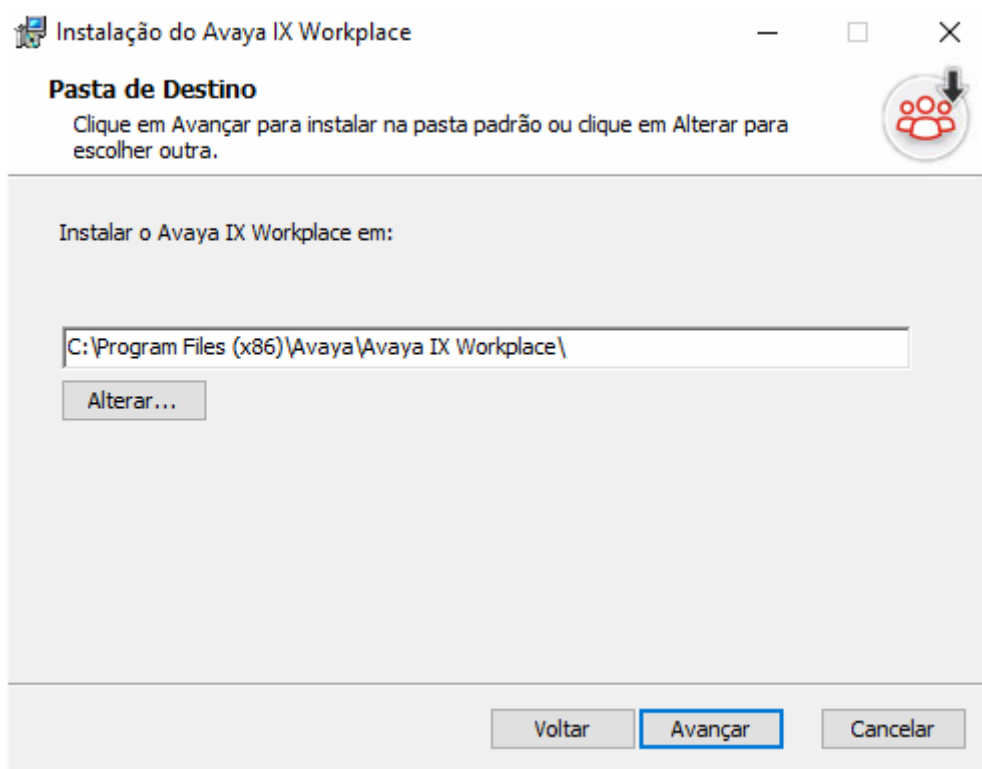 Instalação do Avaya IX Workplace
Pasta de Destino
Clique em Avançar para instalar na pasta padrão ou clique em Alterar para
escolher outra.
Instalar o Avaya IX Workplace em:
C:\Program Files (x86)\Avaya\Avaya IX Workplace\
Alterar...
Voltar Avançar Cancelar